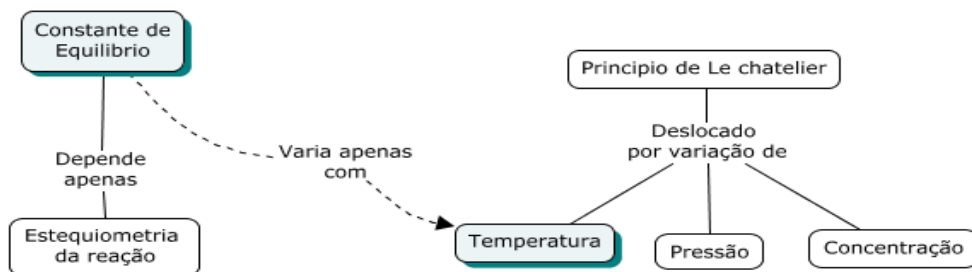 Constante de
Equilibrio
Depende
apenas
Estequiometria
da reação
Varia apenas
com
Principio de Le chatelier
Deslocado
por variação de
Temperatura
Pressão
Concentração